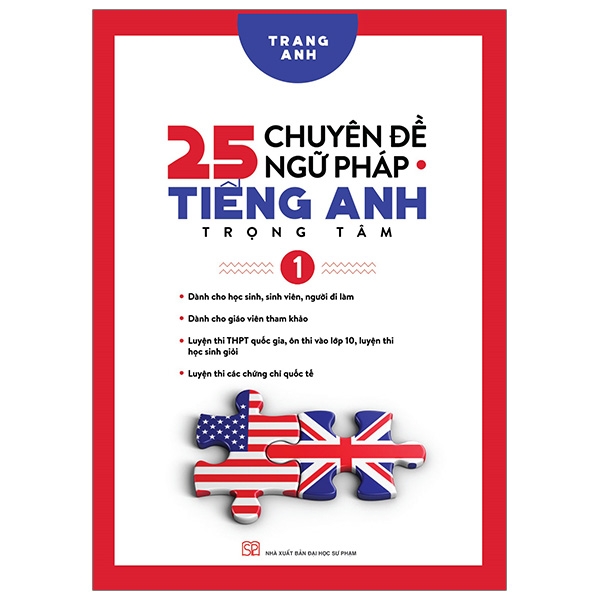 TRANG
ANH
25 CHUYÊN ĐỀ
NGỮ PHÁP
TIẾNG ANH
TRỌNG TÂM
1
• Dành cho học sinh, sinh viên, người đi làm
• Dành cho giáo viên tham khảo
• Luyện thi THPT quốc gia, ôn thi vào lớp 10, luyện thi
học sinh giỏi
• Luyện thi các chứng chỉ quốc tế
SP
NHÀ XUẤT BẢN ĐẠI HỌC SƯ PHẠM